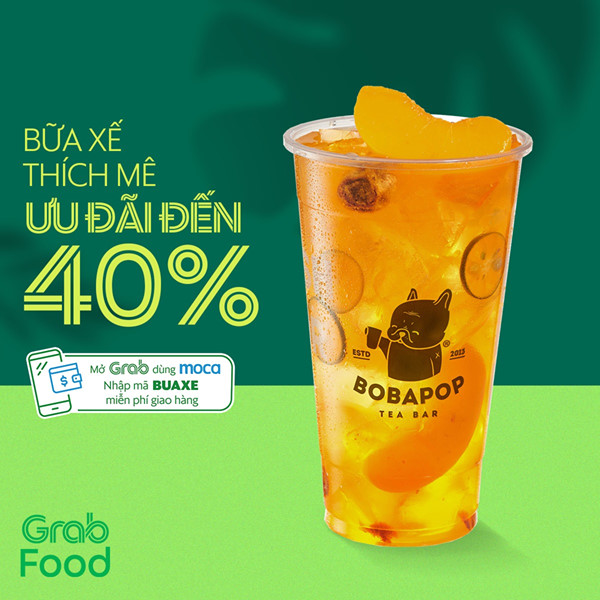 BỮA XẾ
THÍCH MÊ
ƯU ĐÃI ĐẾN
40%
Mở Grab dùng moca
Nhập mã BUAXE
miễn phí giao hàng
ESTD 2013
®
BOBAPOP
TEA BAR
Grab
Food